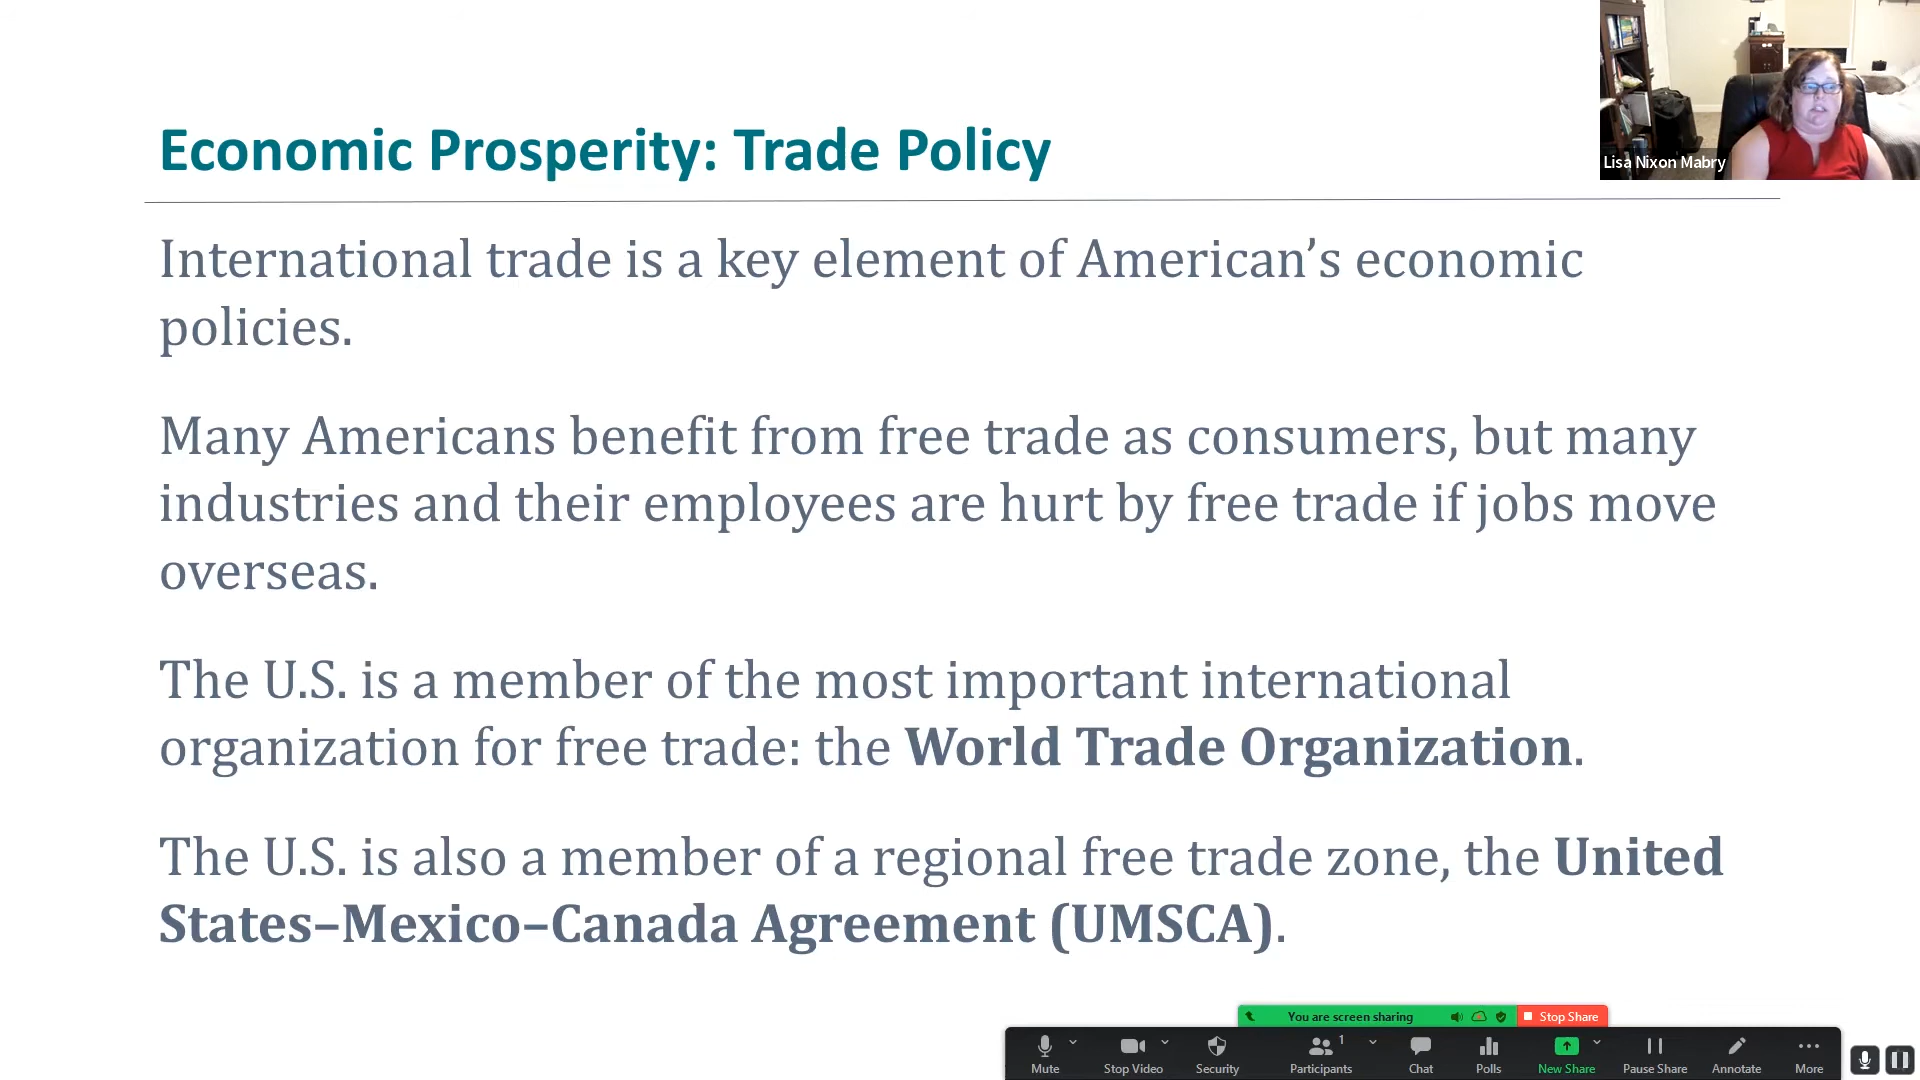 Economic Prosperity: Trade Policy
Lisa Nixon Mabry
International trade is a key element of American’s economic
policies.
Many Americans benefit from free trade as consumers, but many
industries and their employees are hurt by free trade if jobs move
overseas.
The U.S. is a member of the most important international
organization for free trade: the World Trade Organization.
The U.S. is also a member of a regional free trade zone, the United
States–Mexico–Canada Agreement (UMSCA).
You are screen sharing
Stop Share
1
Mute
Stop Video
Security
Participants
Chat
Polls
New Share
Pause Share
Annotate
More